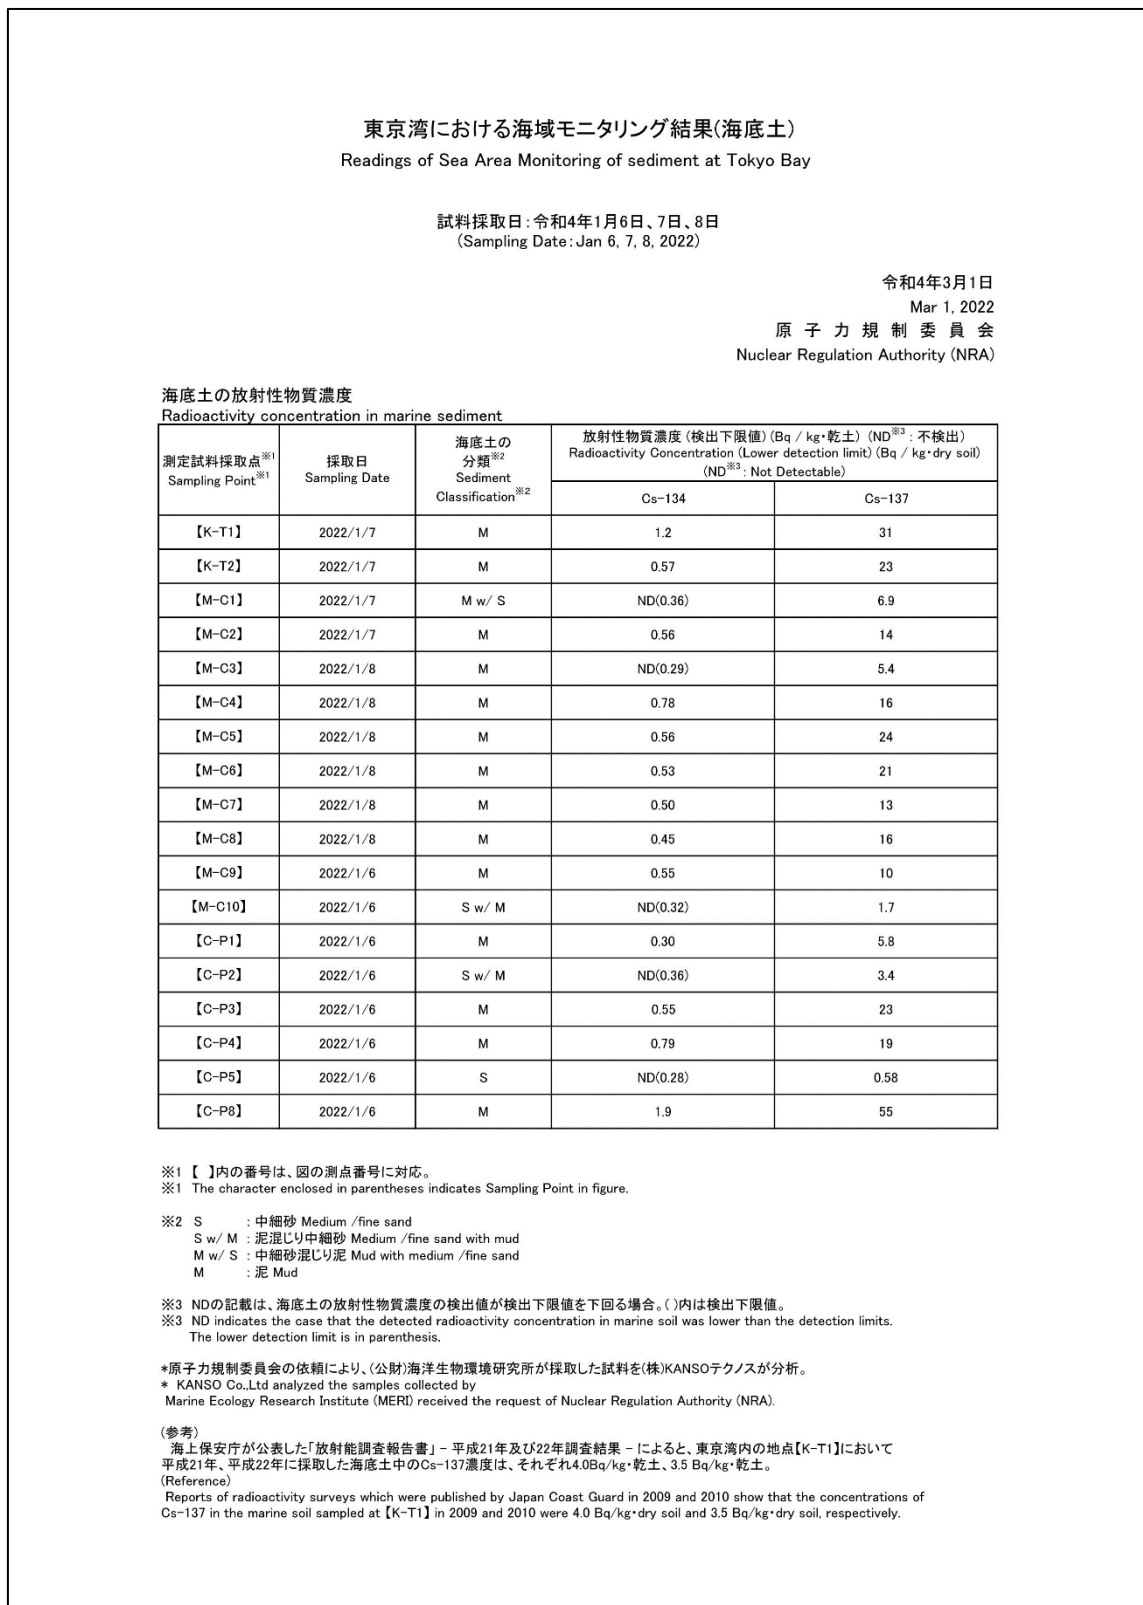 東京湾における海域モニタリング結果(海底土)
Readings of Sea Area Monitoring of sediment at Tokyo Bay
試料採取日：令和4年1月6日、7日、8日
(Sampling Date：Jan 6, 7, 8, 2022)
令和4年3月1日
Mar 1, 2022
原 子 力 規 制 委 員 会
Nuclear Regulation Authority (NRA)
海底土の放射性物質濃度
Radioactivity concentration in marine sediment
測定試料採取点※1
Sampling Point※1
採取日
Sampling Date
海底土の
分類※2
Sediment
Classification※2
放射性物質濃度 (検出下限値) (Bq / kg・乾土) (ND※3 : 不検出)
Radioactivity Concentration (Lower detection limit) (Bq / kg・dry soil)
(ND※3 : Not Detectable)
Cs-134 Cs-137
【K-T1】 2022/1/7 M 1.2 31
【K-T2】 2022/1/7 M 0.57 23
【M-C1】 2022/1/7 M w/ S ND(0.36) 6.9
【M-C2】 2022/1/7 M 0.56 14
【M-C3】 2022/1/8 M ND(0.29) 5.4
【M-C4】 2022/1/8 M 0.78 16
【M-C5】 2022/1/8 M 0.56 24
【M-C6】 2022/1/8 M 0.53 21
【M-C7】 2022/1/8 M 0.50 13
【M-C8】 2022/1/8 M 0.45 16
【M-C9】 2022/1/6 M 0.55 10
【M-C10】 2022/1/6 S w/ M ND(0.32) 1.7
【C-P1】 2022/1/6 M 0.30 5.8
【C-P2】 2022/1/6 S w/ M ND(0.36) 3.4
【C-P3】 2022/1/6 M 0.55 23
【C-P4】 2022/1/6 M 0.79 19
【C-P5】 2022/1/6 S ND(0.28) 0.58
【C-P8】 2022/1/6 M 1.9 55
※1 【 】内の番号は、図の測点番号に対応。
※1 The character enclosed in parentheses indicates Sampling Point in figure.
※2 S : 中細砂 Medium /fine sand
S w/ M : 泥混じり中細砂 Medium /fine sand with mud
M w/ S : 中細砂混じり泥 Mud with medium /fine sand
M : 泥 Mud
※3 NDの記載は、海底土の放射性物質濃度の検出値が検出下限値を下回る場合。( )内は検出下限値。
※3 ND indicates the case that the detected radioactivity concentration in marine soil was lower than the detection limits.
The lower detection limit is in parenthesis.
*原子力規制委員会の依頼により、(公財)海洋生物環境研究所が採取した試料を(株)KANSOテクノスが分析。
* KANSO Co.,Ltd analyzed the samples collected by
Marine Ecology Research Institute (MERI) received the request of Nuclear Regulation Authority (NRA).
(参考)
海上保安庁が公表した「放射能調査報告書」 - 平成21年及び22年調査結果 - によると、東京湾内の地点【K-T1】において
平成21年、平成22年に採取した海底土中のCs-137濃度は、それぞれ4.0Bq/kg・乾土、3.5 Bq/kg・乾土。
(Reference)
Reports of radioactivity surveys which were published by Japan Coast Guard in 2009 and 2010 show that the concentrations of
Cs-137 in the marine soil sampled at 【K-T1】 in 2009 and 2010 were 4.0 Bq/kg・dry soil and 3.5 Bq/kg・dry soil, respectively.